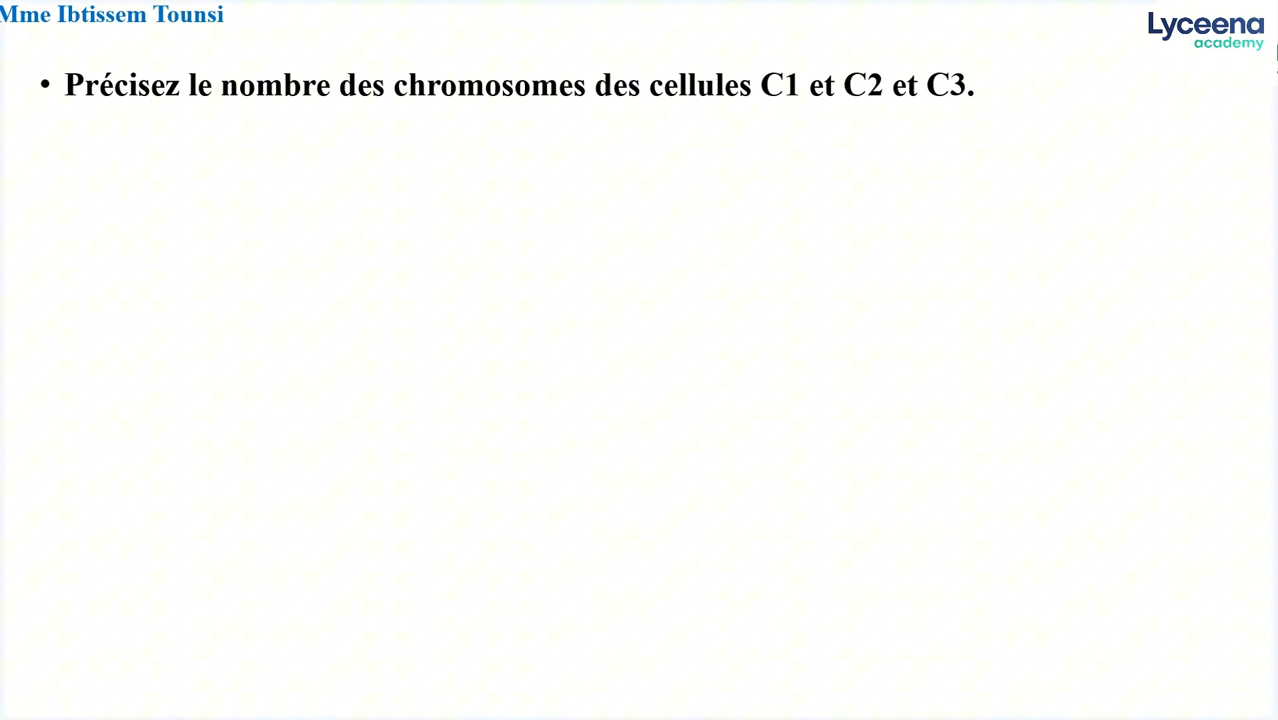 Mme Ibtissem Tounsi
Lyceena
academy
• Précisez le nombre des chromosomes des cellules C1 et C2 et C3.